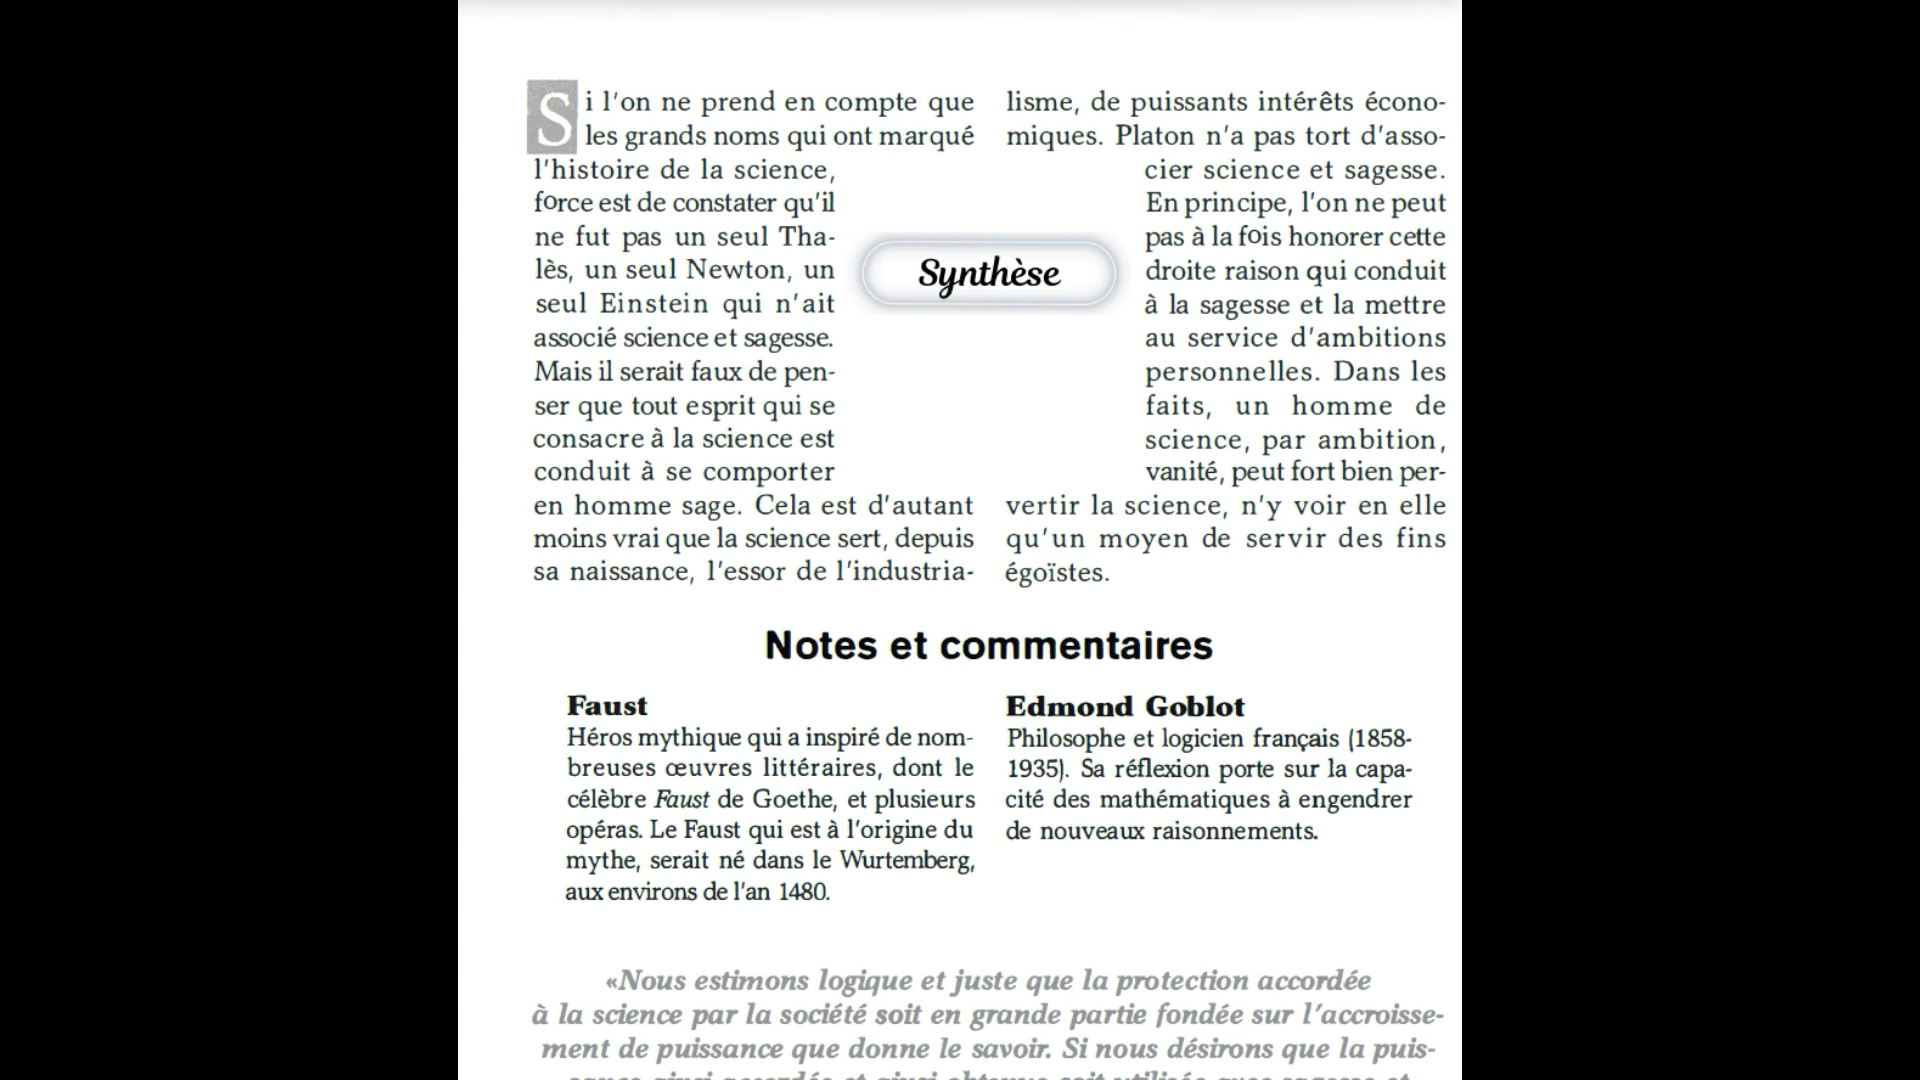 Si l'on ne prend en compte que
les grands noms qui ont marqué
l'histoire de la science,
force est de constater qu'il
ne fut pas un seul Tha-
lès, un seul Newton, un
seul Einstein qui n'ait
associé science et sagesse.
Mais il serait faux de pen-
ser que tout esprit qui se
consacre à la science est
conduit à se comporter
en homme sage. Cela est d'autant
moins vrai que la science sert, depuis
sa naissance, l'essor de l'industria-
lisme, de puissants intérêts écono-
miques. Platon n'a pas tort d'asso-
cier science et sagesse.
En principe, l'on ne peut
pas à la fois honorer cette
droite raison qui conduit
à la sagesse et la mettre
au service d'ambitions
personnelles. Dans les
faits, un homme de
science, par ambition,
vanité, peut fort bien per-
vertir la science, n'y voir en elle
qu'un moyen de servir des fins
égoïstes.
Synthèse
Notes et commentaires
Faust
Héros mythique qui a inspiré de nom-
breuses œuvres littéraires, dont le
célèbre Faust de Goethe, et plusieurs
opéras. Le Faust qui est à l'origine du
mythe, serait né dans le Wurtemberg,
aux environs de l'an 1480.
Edmond Goblot
Philosophe et logicien français (1858-
1935). Sa réflexion porte sur la capa-
cité des mathématiques à engendrer
de nouveaux raisonnements.
«Nous estimons logique et juste que la protection accordée
à la science par la société soit en grande partie fondée sur l'accroisse-
ment de puissance que donne le savoir. Si nous désirons que la puis-